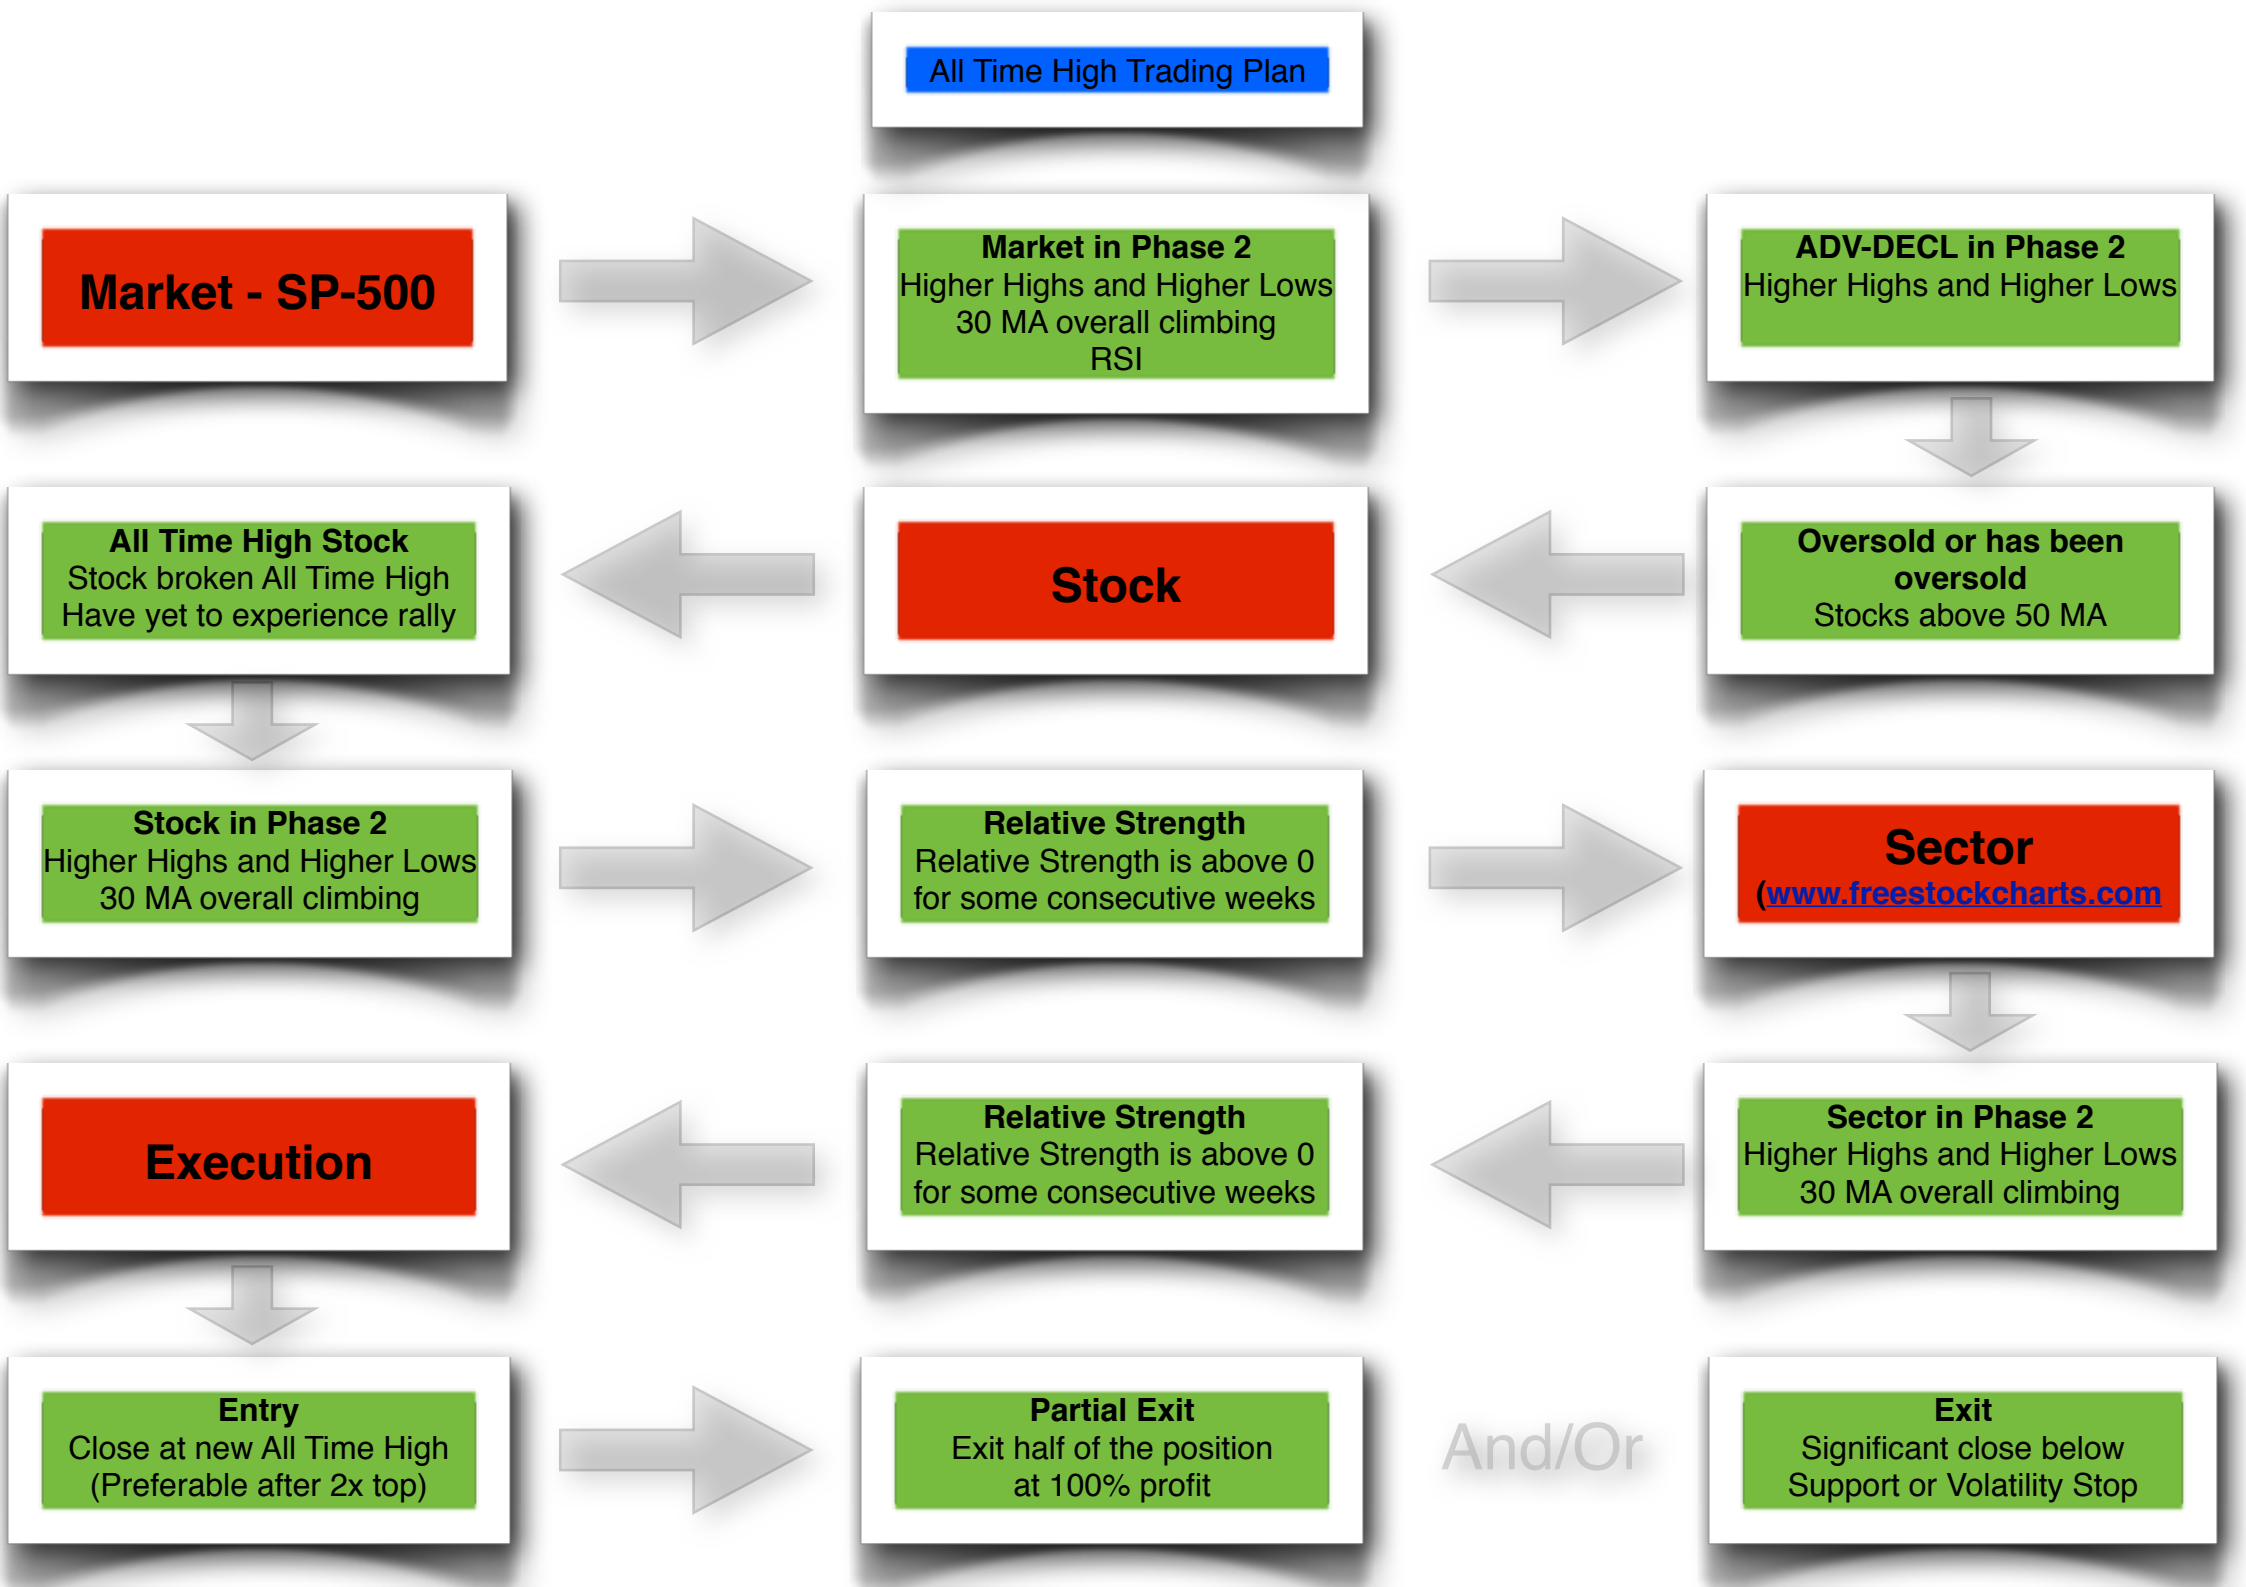 All Time High Trading Plan
Market - SP-500
Market in Phase 2
Higher Highs and Higher Lows
30 MA overall climbing
RSI
ADV-DECL in Phase 2
Higher Highs and Higher Lows
All Time High Stock
Stock broken All Time High
Have yet to experience rally
Stock
Oversold or has been
oversold
Stocks above 50 MA
Stock in Phase 2
Higher Highs and Higher Lows
30 MA overall climbing
Relative Strength
Relative Strength is above 0
for some consecutive weeks
Sector
(www.freestockcharts.com
Execution
Relative Strength
Relative Strength is above 0
for some consecutive weeks
Sector in Phase 2
Higher Highs and Higher Lows
30 MA overall climbing
Entry
Close at new All Time High
(Preferable after 2x top)
Partial Exit
Exit half of the position
at 100% profit
And/Or
Exit
Significant close below
Support or Volatility Stop